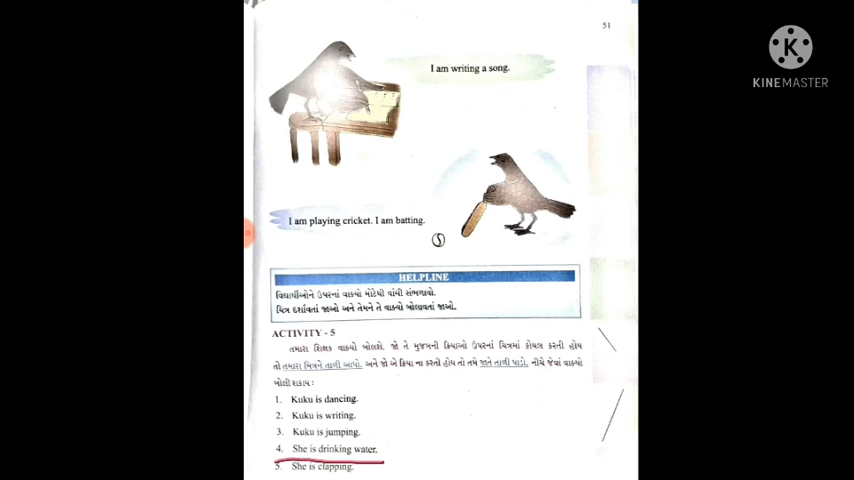 51
KINEMASTER
I am writing a song.
I am playing cricket. I am batting.
HELPLINE
વિદ્યાર્થીઓને ઉપરનાં વાક્યો મોટેથી વાંચી સંભળાવો.
ચિત્ર દર્શાવતાં જાઓ અને તેમને તે વાક્યો બોલાવતાં જાઓ.
ACTIVITY - 5
તમારા શિક્ષક વાક્યો બોલશે. જો તે મુજબની ક્રિયાઓ ઉપરનાં ચિત્રમાં કોયલ કરતી હોય
તો તમારા મિત્રને તાળી આપો. અને જો એ ક્રિયા ના કરતી હોય તો તમે જાતે તાળી પાડો. નીચે જેવાં વાક્યો
બોલી શકાય :
1. Kuku is dancing.
2. Kuku is writing.
3. Kuku is jumping.
4. She is drinking water.
5. She is clapping.